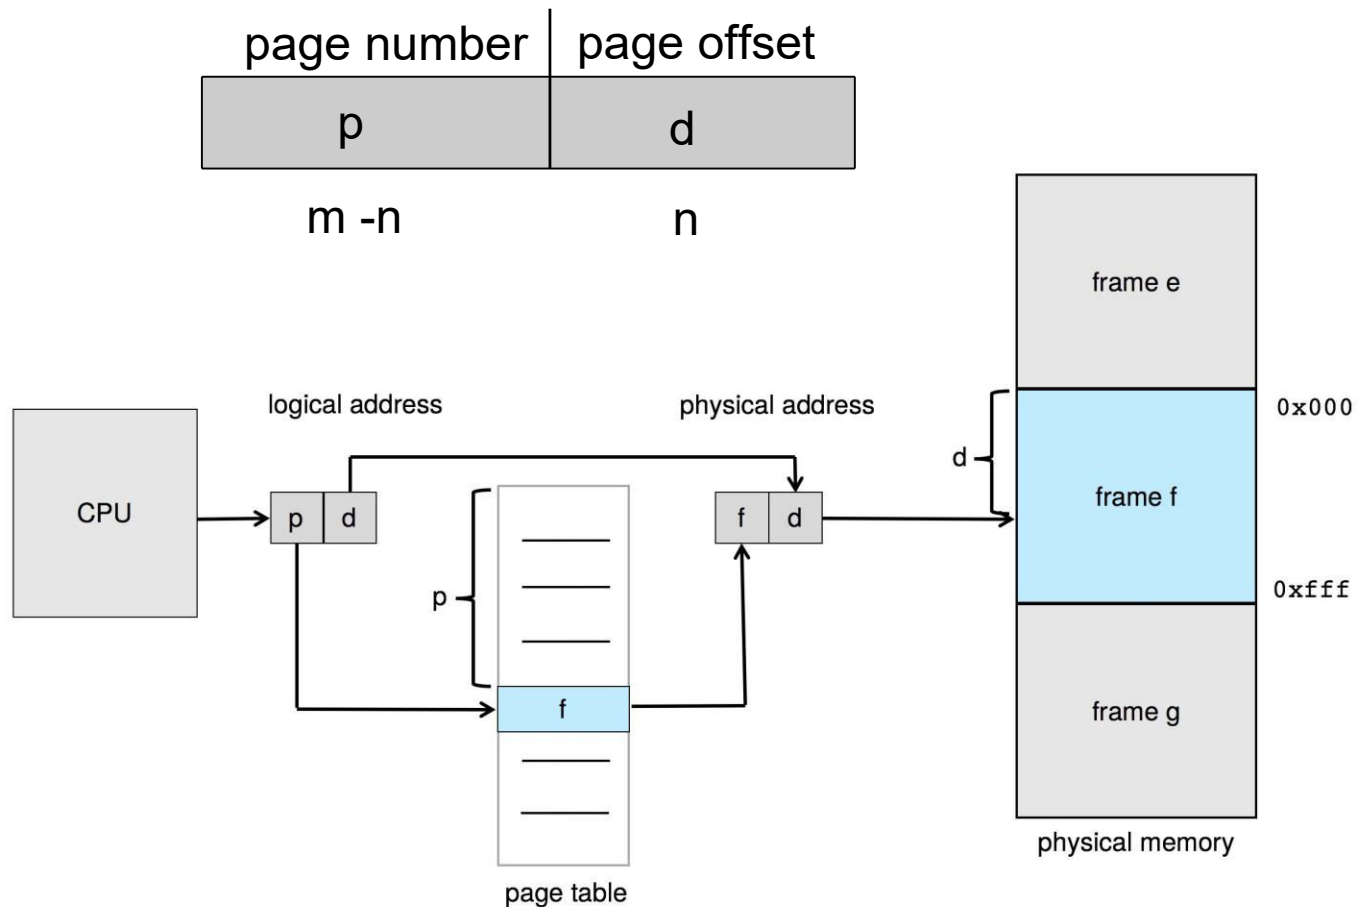 page number page offset
p d
m -n n
frame e
logical address physical address
0x000
d
CPU p d f d frame f
p
0xfff
f frame g
physical memory
page table